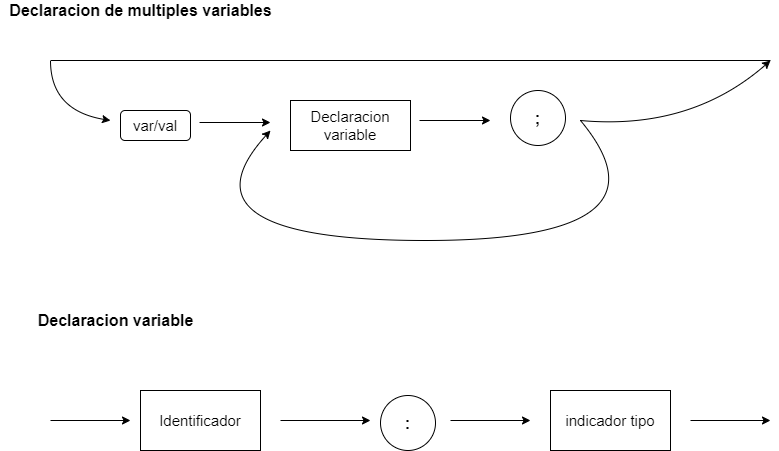 Declaracion de multiples variables
var/val
Declaracion
variable
;
Declaracion variable
Identificador
:
indicador tipo